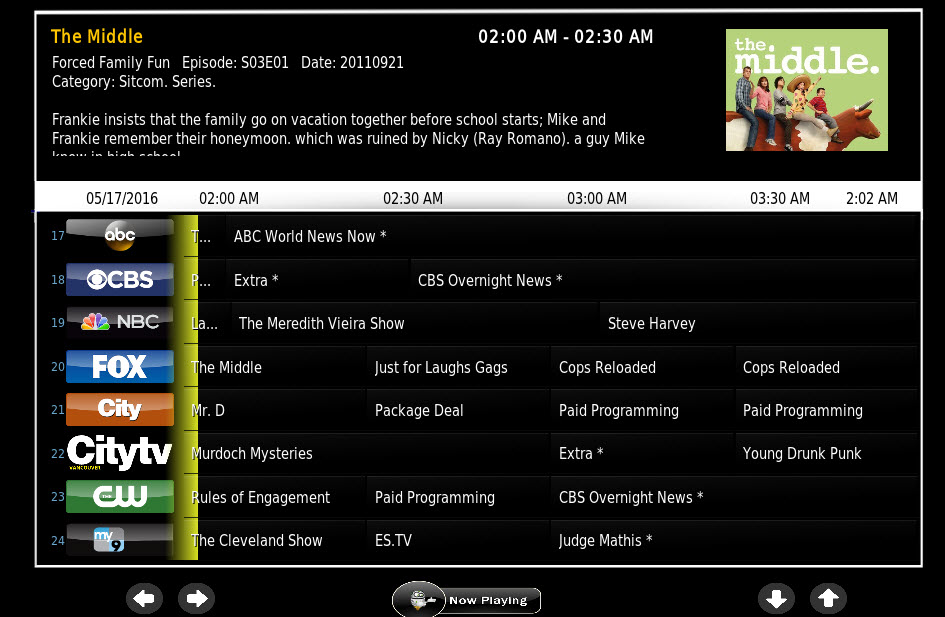 The Middle 02:00 AM - 02:30 AM
Forced Family Fun Episode: S03E01 Date: 20110921
Category: Sitcom. Series.
Frankie insists that the family go on vacation together before school starts; Mike and
Frankie remember their honeymoon. which was ruined by Nicky (Ray Romano). a guy Mike
knew in high school
the
middle.
05/17/2016 02:00 AM 02:30 AM 03:00 AM 03:30 AM 2:02 AM
17 abc T... ABC World News Now *
18 CBS P... Extra * CBS Overnight News *
19 NBC La... The Meredith Vieira Show Steve Harvey
20 FOX The Middle Just for Laughs Gags Cops Reloaded Cops Reloaded
21 City Mr. D Package Deal Paid Programming Paid Programming
22 Citytv VANCOUVER Murdoch Mysteries Extra * Young Drunk Punk
23 THE CW Rules of Engagement Paid Programming CBS Overnight News *
24 my 9 The Cleveland Show ES.TV Judge Mathis *
Now Playing